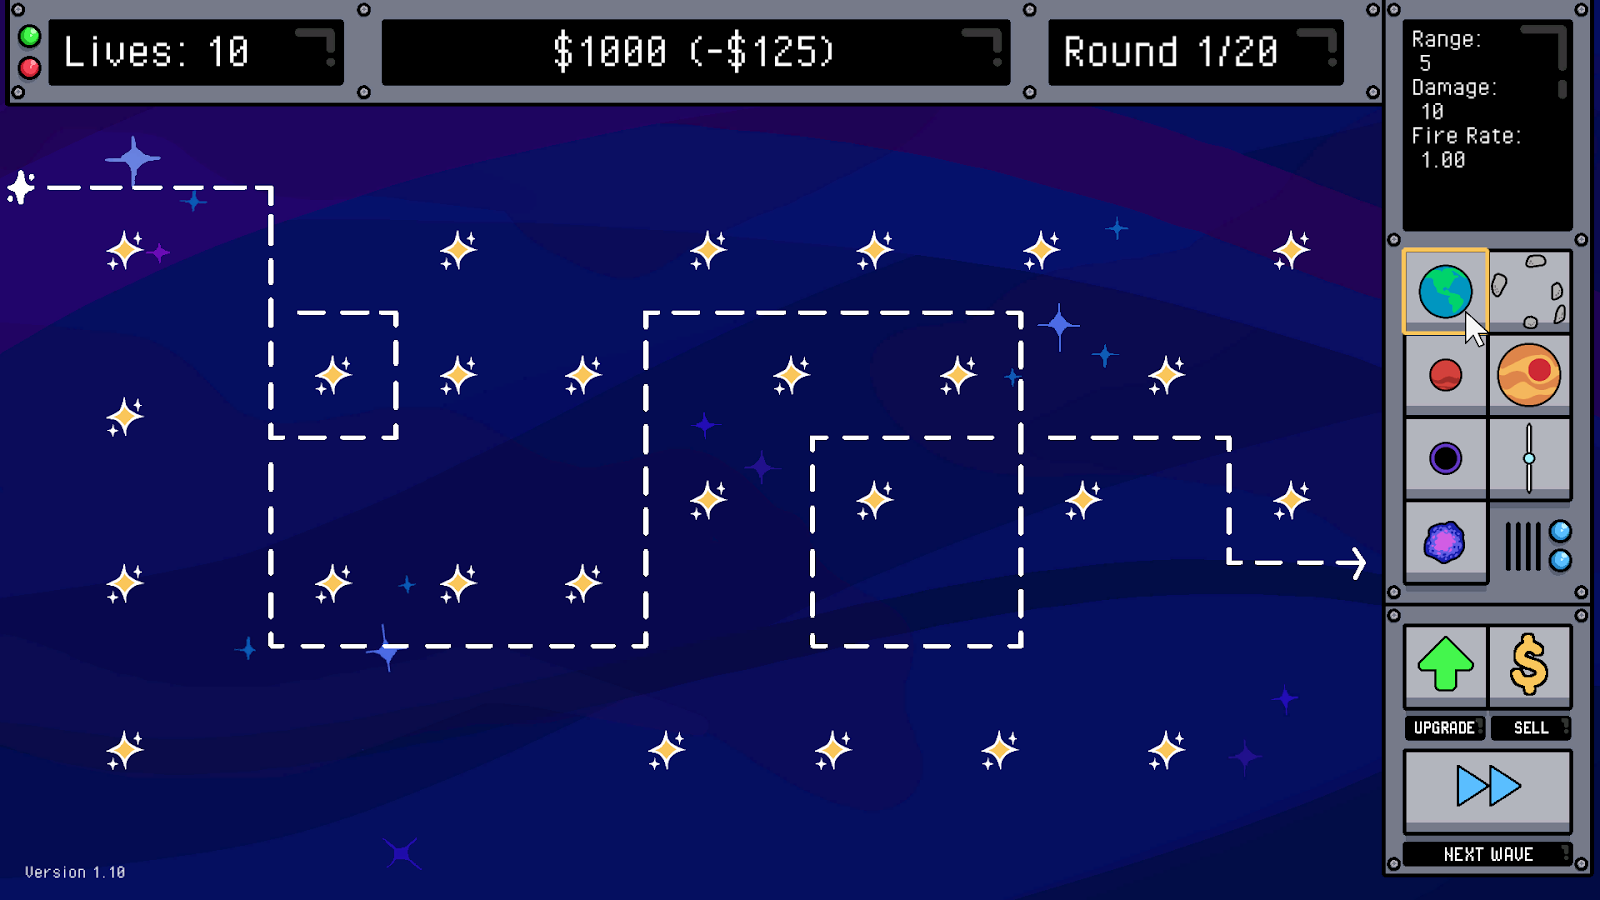 Lives: 10
$1000 (-$125)
Round 1/20
Range:
5
Damage:
10
Fire Rate:
1.00
UPGRADE
SELL
NEXT WAVE
Version 1.10